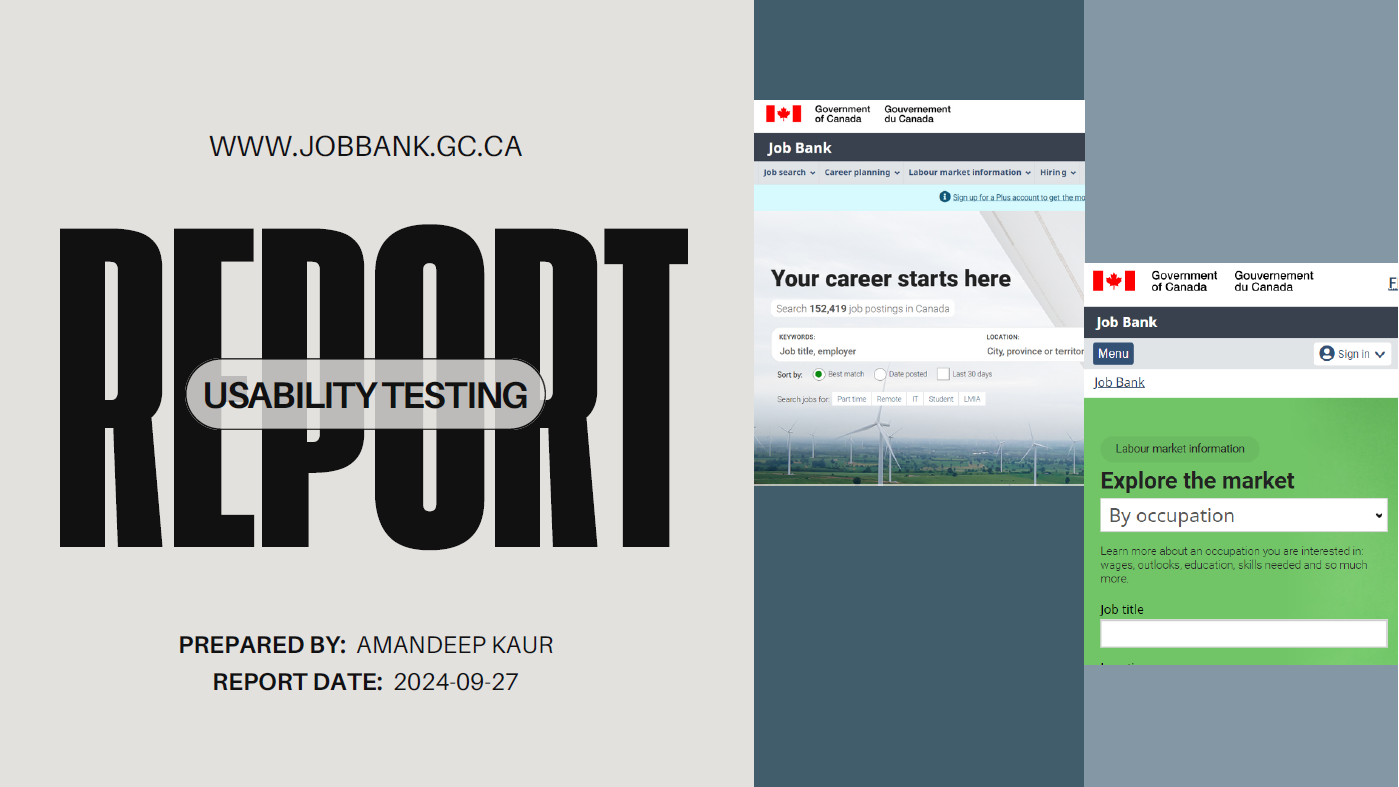 WWW.JOBBANK.GC.CA
REPORT
USABILITY TESTING
PREPARED BY: AMANDEEP KAUR
REPORT DATE: 2024-09-27
Government of Canada
Gouvernement du Canada
Job Bank
Job search Career planning Labour market information Hiring
Sign up for a Plus account to get the mo
Your career starts here
Search 152,419 job postings in Canada
KEYWORDS: LOCATION:
Job title, employer City, province or territor
Sort by: Best match Date posted Last 30 days
Search jobs for: Part time Remote IT Student LMIA
Government of Canada
Gouvernement du Canada
Job Bank
Menu Sign in
Job Bank
Labour market information
Explore the market
By occupation
Learn more about an occupation you are interested in:
wages, outlooks, education, skills needed and so much
more.
Job title